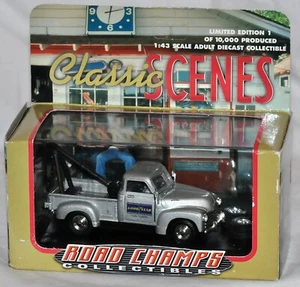 LIMITED EDITION 1
OF 10,000 PRODUCED
1:43 SCALE ADULT DIECAST COLLECTIBLE
Classic
SCENES
GOODYEAR
ROAD CHAMPS
COLLECTIBLES